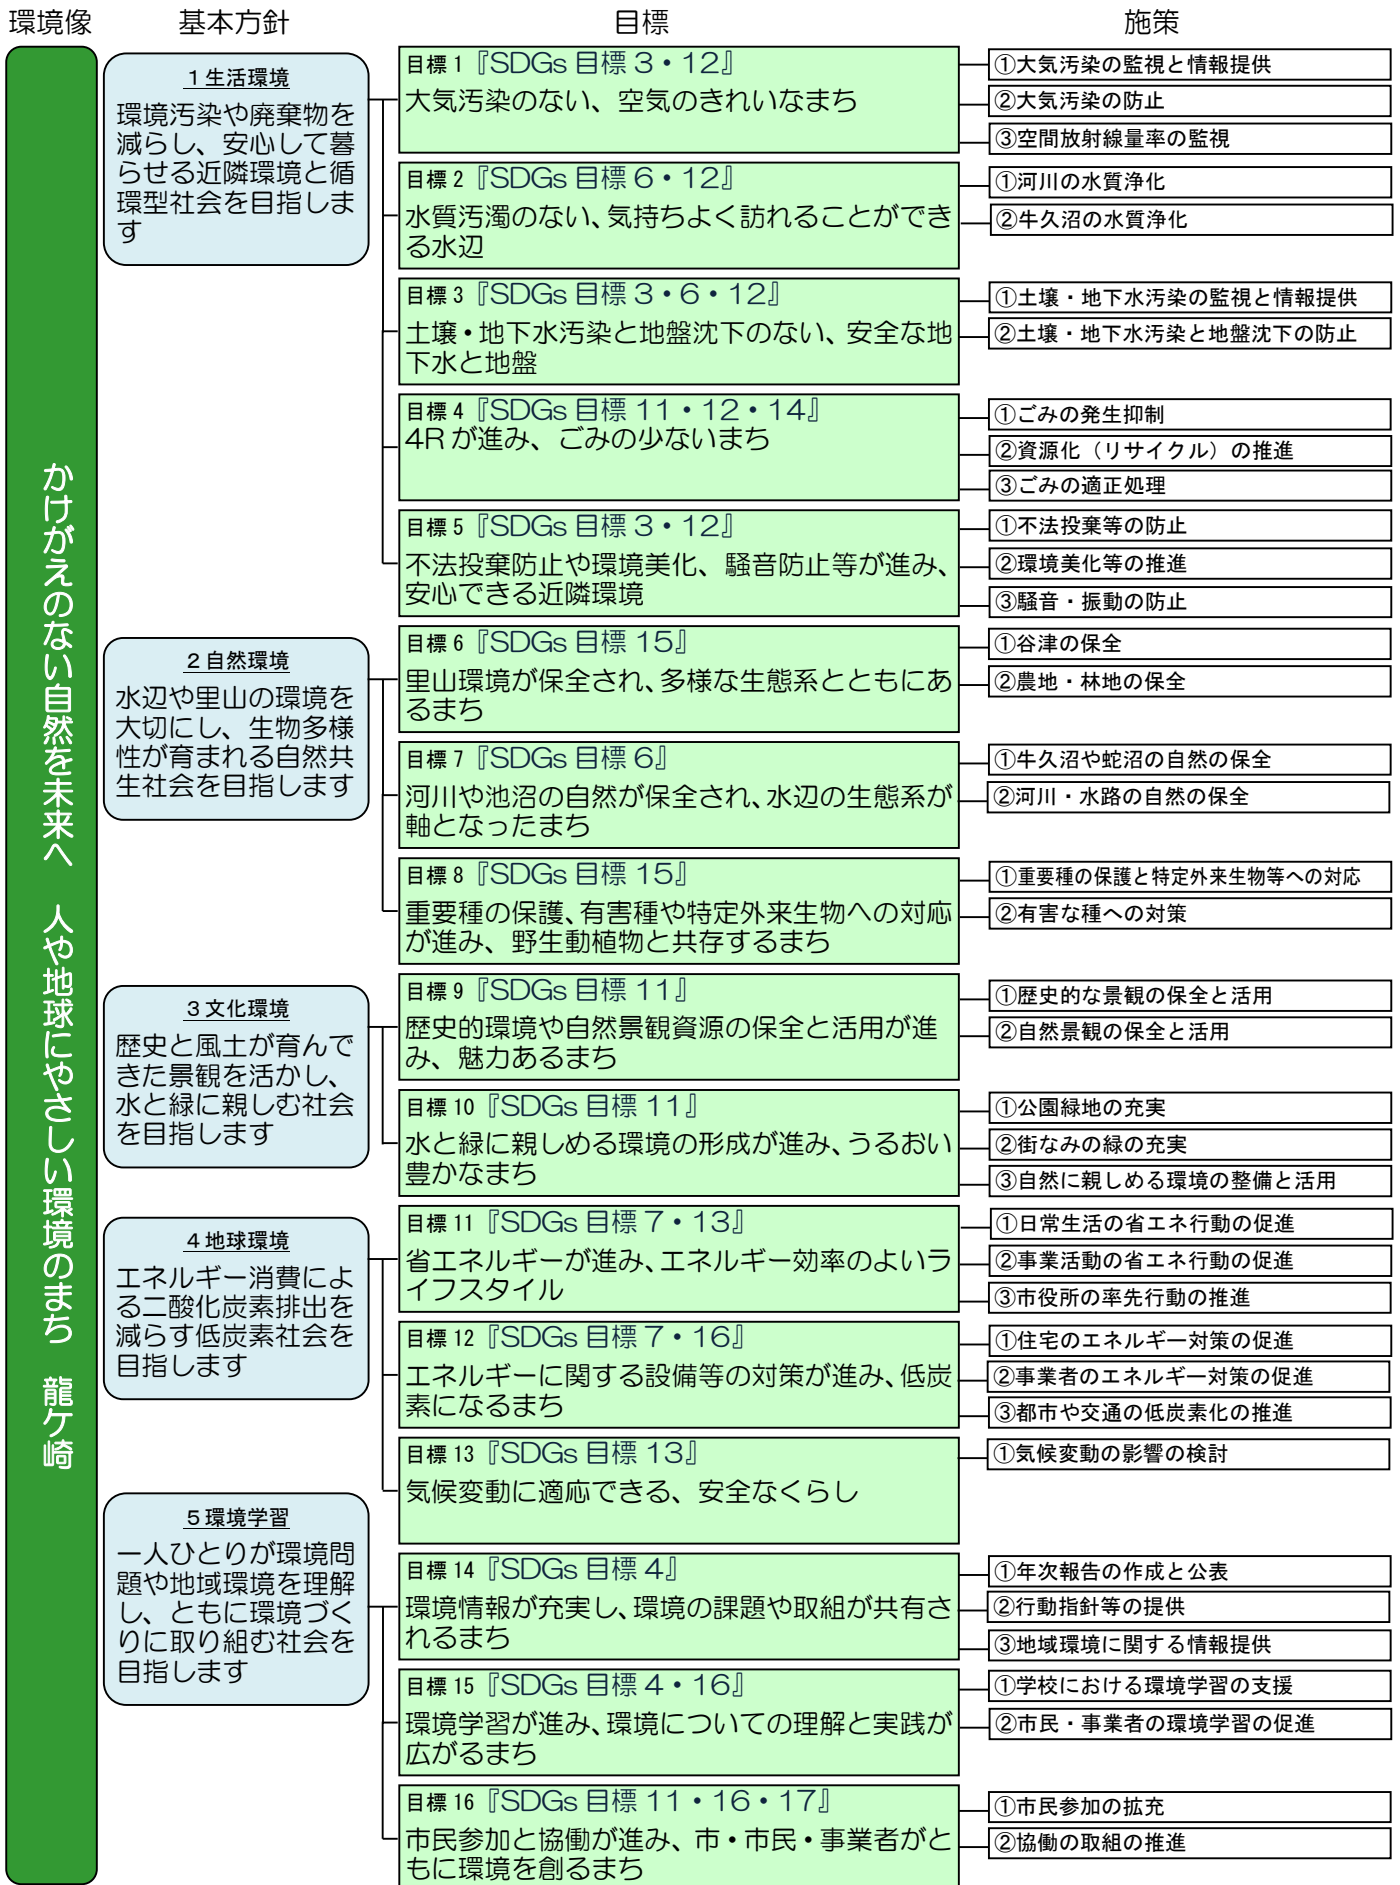 環境像
基本方針
目標
施策
かけがえのない自然を未来へ　人や地球にやさしい環境のまち　龍ケ崎
1 生活環境
環境汚染や廃棄物を
減らし、安心して暮
らせる近隣環境と循
環型社会を目指しま
す
目標 1『SDGs 目標 3・12』
大気汚染のない、空気のきれいなまち
①大気汚染の監視と情報提供
②大気汚染の防止
③空間放射線量率の監視
目標 2『SDGs 目標 6・12』
水質汚濁のない、気持ちよく訪れることができ
る水辺
①河川の水質浄化
②牛久沼の水質浄化
目標 3『SDGs 目標 3・6・12』
土壌・地下水汚染と地盤沈下のない、安全な地
下水と地盤
①土壌・地下水汚染の監視と情報提供
②土壌・地下水汚染と地盤沈下の防止
目標 4『SDGs 目標 11・12・14』
4R が進み、ごみの少ないまち
①ごみの発生抑制
②資源化（リサイクル）の推進
③ごみの適正処理
目標 5『SDGs 目標 3・12』
不法投棄防止や環境美化、騒音防止等が進み、
安心できる近隣環境
①不法投棄等の防止
②環境美化等の推進
③騒音・振動の防止
2 自然環境
水辺や里山の環境を
大切にし、生物多様
性が育まれる自然共
生社会を目指します
目標 6『SDGs 目標 15』
里山環境が保全され、多様な生態系とともにあ
るまち
①谷津の保全
②農地・林地の保全
目標 7『SDGs 目標 6』
河川や池沼の自然が保全され、水辺の生態系が
軸となったまち
①牛久沼や蛇沼の自然の保全
②河川・水路の自然の保全
目標 8『SDGs 目標 15』
重要種の保護、有害種や特定外来生物への対応
が進み、野生動植物と共存するまち
①重要種の保護と特定外来生物等への対応
②有害な種への対策
3 文化環境
歴史と風土が育んで
きた景観を活かし、
水と緑に親しむ社会
を目指します
目標 9『SDGs 目標 11』
歴史的環境や自然景観資源の保全と活用が進
み、魅力あるまち
①歴史的な景観の保全と活用
②自然景観の保全と活用
目標 10『SDGs 目標 11』
水と緑に親しめる環境の形成が進み、うるおい
豊かなまち
①公園緑地の充実
②街なみの緑の充実
③自然に親しめる環境の整備と活用
4 地球環境
エネルギー消費によ
る二酸化炭素排出を
減らす低炭素社会を
目指します
目標 11『SDGs 目標 7・13』
省エネルギーが進み、エネルギー効率のよいラ
イフスタイル
①日常生活の省エネ行動の促進
②事業活動の省エネ行動の促進
③市役所の率先行動の推進
目標 12『SDGs 目標 7・16』
エネルギーに関する設備等の対策が進み、低炭
素になるまち
①住宅のエネルギー対策の促進
②事業者のエネルギー対策の促進
③都市や交通の低炭素化の推進
目標 13『SDGs 目標 13』
気候変動に適応できる、安全なくらし
①気候変動の影響の検討
5 環境学習
一人ひとりが環境問
題や地域環境を理解
し、ともに環境づく
りに取り組む社会を
目指します
目標 14『SDGs 目標 4』
環境情報が充実し、環境の課題や取組が共有さ
れるまち
①年次報告の作成と公表
②行動指針等の提供
③地域環境に関する情報提供
目標 15『SDGs 目標 4・16』
環境学習が進み、環境についての理解と実践が
広がるまち
①学校における環境学習の支援
②市民・事業者の環境学習の促進
目標 16『SDGs 目標 11・16・17』
市民参加と協働が進み、市・市民・事業者がと
もに環境を創るまち
①市民参加の拡充
②協働の取組の推進